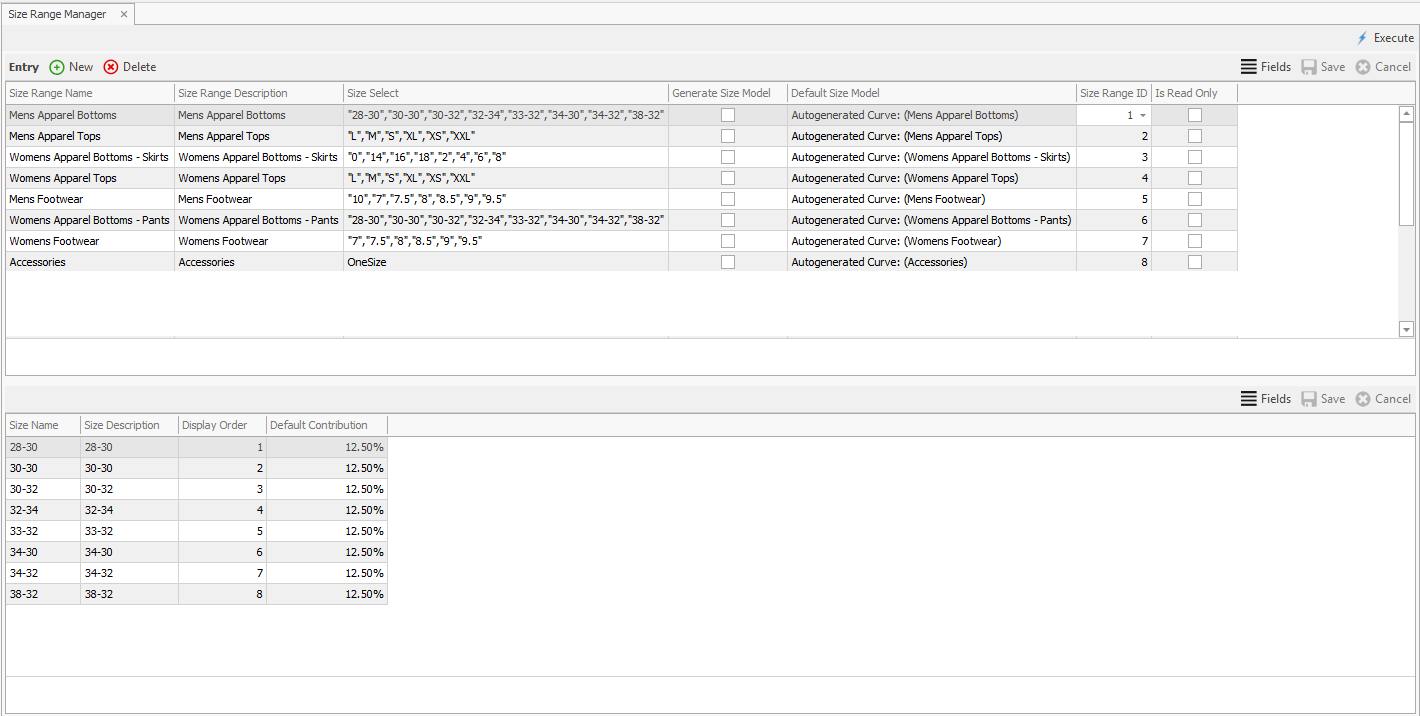 Size Range Manager ×
Execute
Entry New Delete Fields Save Cancel
Size Range Name Size Range Description Size Select Generate Size Model Default Size Model Size Range ID Is Read Only
Mens Apparel Bottoms Mens Apparel Bottoms "28-30","30-30","30-32","32-34","33-32","34-30","34-32","38-32" Autogenerated Curve: (Mens Apparel Bottoms) 1
Mens Apparel Tops Mens Apparel Tops "L","M","S","XL","XS","XXL" Autogenerated Curve: (Mens Apparel Tops) 2
Womens Apparel Bottoms - Skirts Womens Apparel Bottoms - Skirts "0","14","16","18","2","4","6","8" Autogenerated Curve: (Womens Apparel Bottoms - Skirts) 3
Womens Apparel Tops Womens Apparel Tops "L","M","S","XL","XS","XXL" Autogenerated Curve: (Womens Apparel Tops) 4
Mens Footwear Mens Footwear "10","7","7.5","8","8.5","9","9.5" Autogenerated Curve: (Mens Footwear) 5
Womens Apparel Bottoms - Pants Womens Apparel Bottoms - Pants "28-30","30-30","30-32","32-34","33-32","34-30","34-32","38-32" Autogenerated Curve: (Womens Apparel Bottoms - Pants) 6
Womens Footwear Womens Footwear "7","7.5","8","8.5","9","9.5" Autogenerated Curve: (Womens Footwear) 7
Accessories Accessories OneSize Autogenerated Curve: (Accessories) 8
Fields Save Cancel
Size Name Size Description Display Order Default Contribution
28-30 28-30 1 12.50%
30-30 30-30 2 12.50%
30-32 30-32 3 12.50%
32-34 32-34 4 12.50%
33-32 33-32 5 12.50%
34-30 34-30 6 12.50%
34-32 34-32 7 12.50%
38-32 38-32 8 12.50%